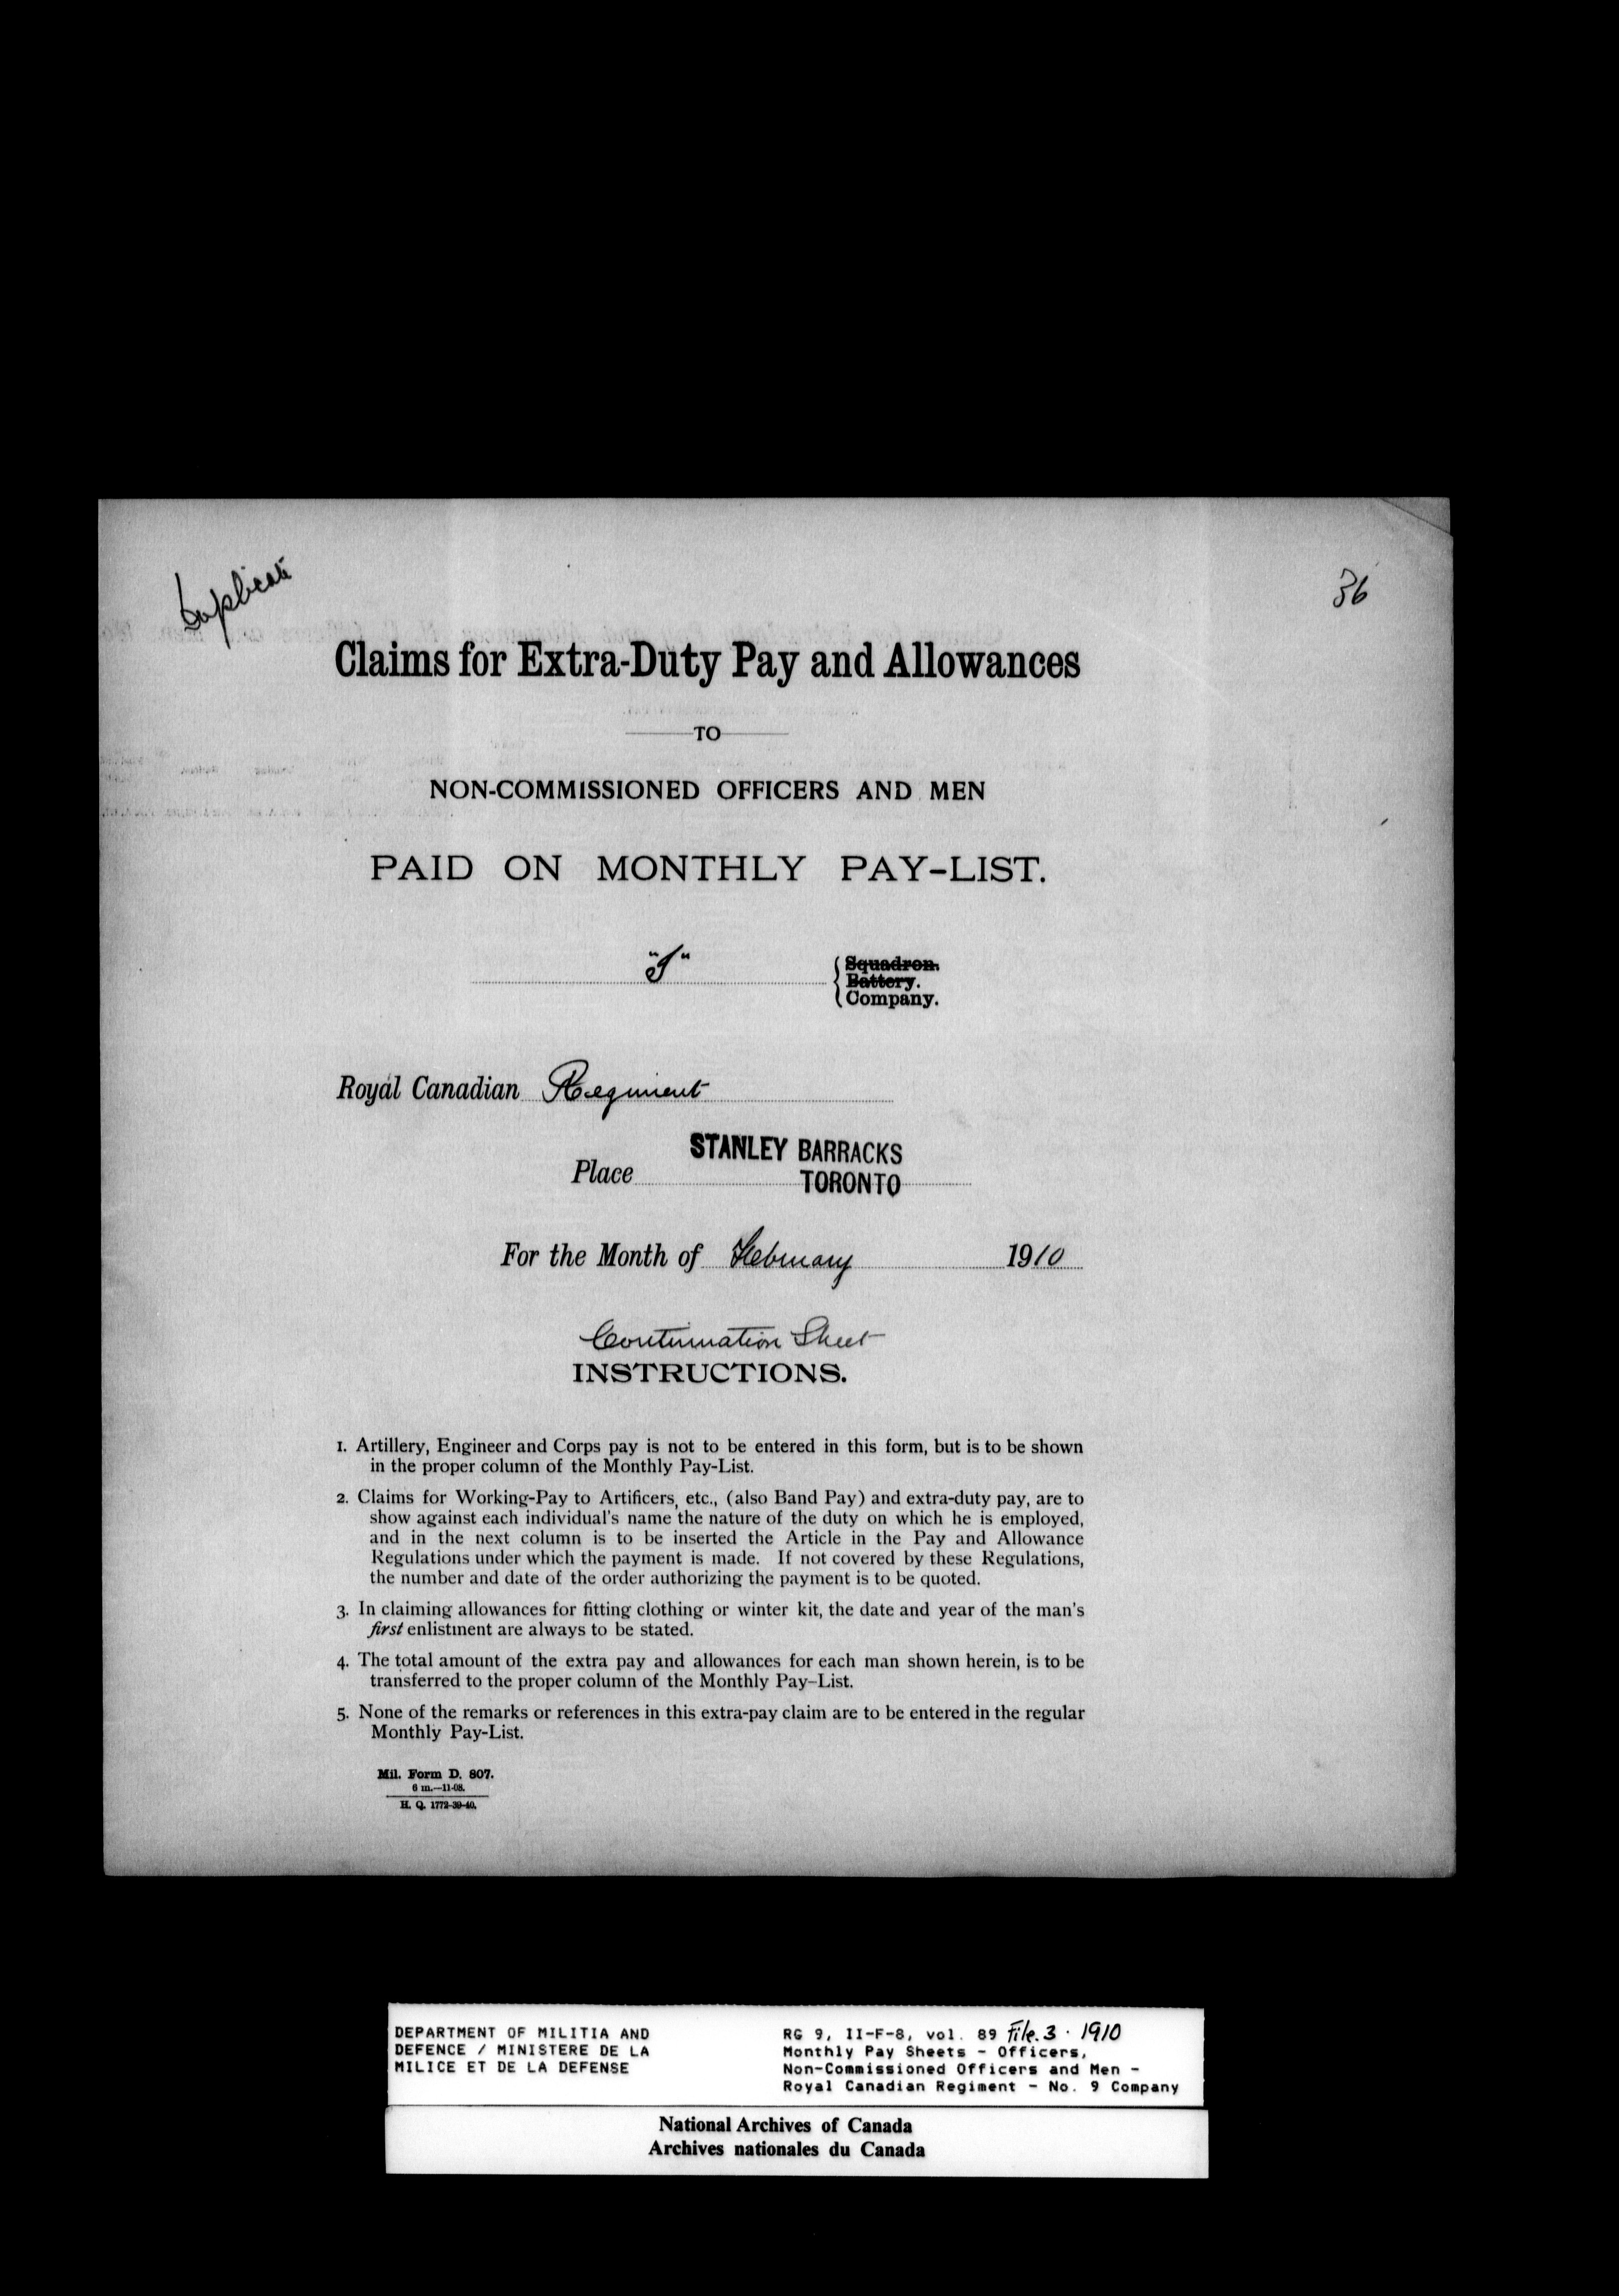 Duplicate
36
Claims for Extra-Duty Pay and Allowances
TO
NON-COMMISSIONED OFFICERS AND MEN
PAID ON MONTHLY PAY-LIST.
"I"
Squadron.
Battery.
Company.
Royal Canadian Regiment
STANLEY BARRACKS
Place TORONTO
For the Month of February 1910
Continuation Sheet
INSTRUCTIONS.
1. Artillery, Engineer and Corps pay is not to be entered in this form, but is to be shown
in the proper column of the Monthly Pay-List.
2. Claims for Working-Pay to Artificers, etc., (also Band Pay) and extra-duty pay, are to
show against each individual's name the nature of the duty on which he is employed,
and in the next column is to be inserted the Article in the Pay and Allowance
Regulations under which the payment is made. If not covered by these Regulations,
the number and date of the order authorizing the payment is to be quoted.
3. In claiming allowances for fitting clothing or winter kit, the date and year of the man's
first enlistment are always to be stated.
4. The total amount of the extra pay and allowances for each man shown herein, is to be
transferred to the proper column of the Monthly Pay-List.
5. None of the remarks or references in this extra-pay claim are to be entered in the regular
Monthly Pay-List.
Mil. Form D. 807.
6 m.—11-08.
H. Q. 1772-39-40.
DEPARTMENT OF MILITIA AND
DEFENCE / MINISTERE DE LA
MILICE ET DE LA DEFENSE
RG 9, II-F-8, vol. 89 File. 3 · 1910
Monthly Pay Sheets - Officers,
Non-Commissioned Officers and Men -
Royal Canadian Regiment - No. 9 Company
National Archives of Canada
Archives nationales du Canada